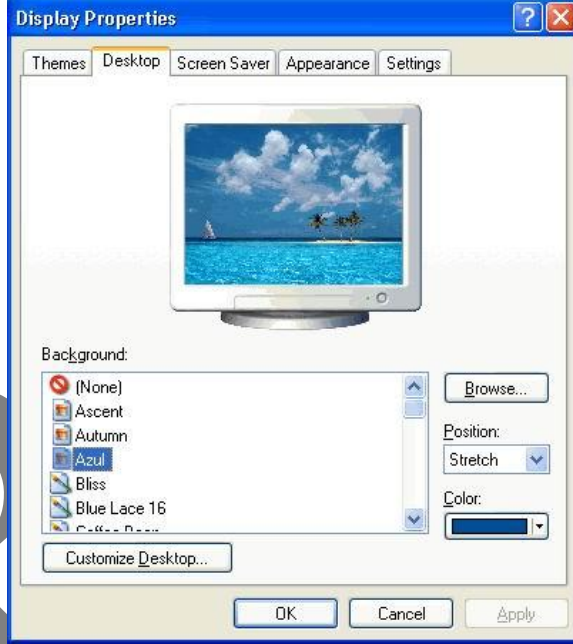 Display Properties
Themes Desktop Screen Saver Appearance Settings
Background:
(None)
Ascent
Autumn
Azul
Bliss
Blue Lace 16
Browse...
Position:
Stretch
Color:
Customize Desktop...
OK Cancel Apply